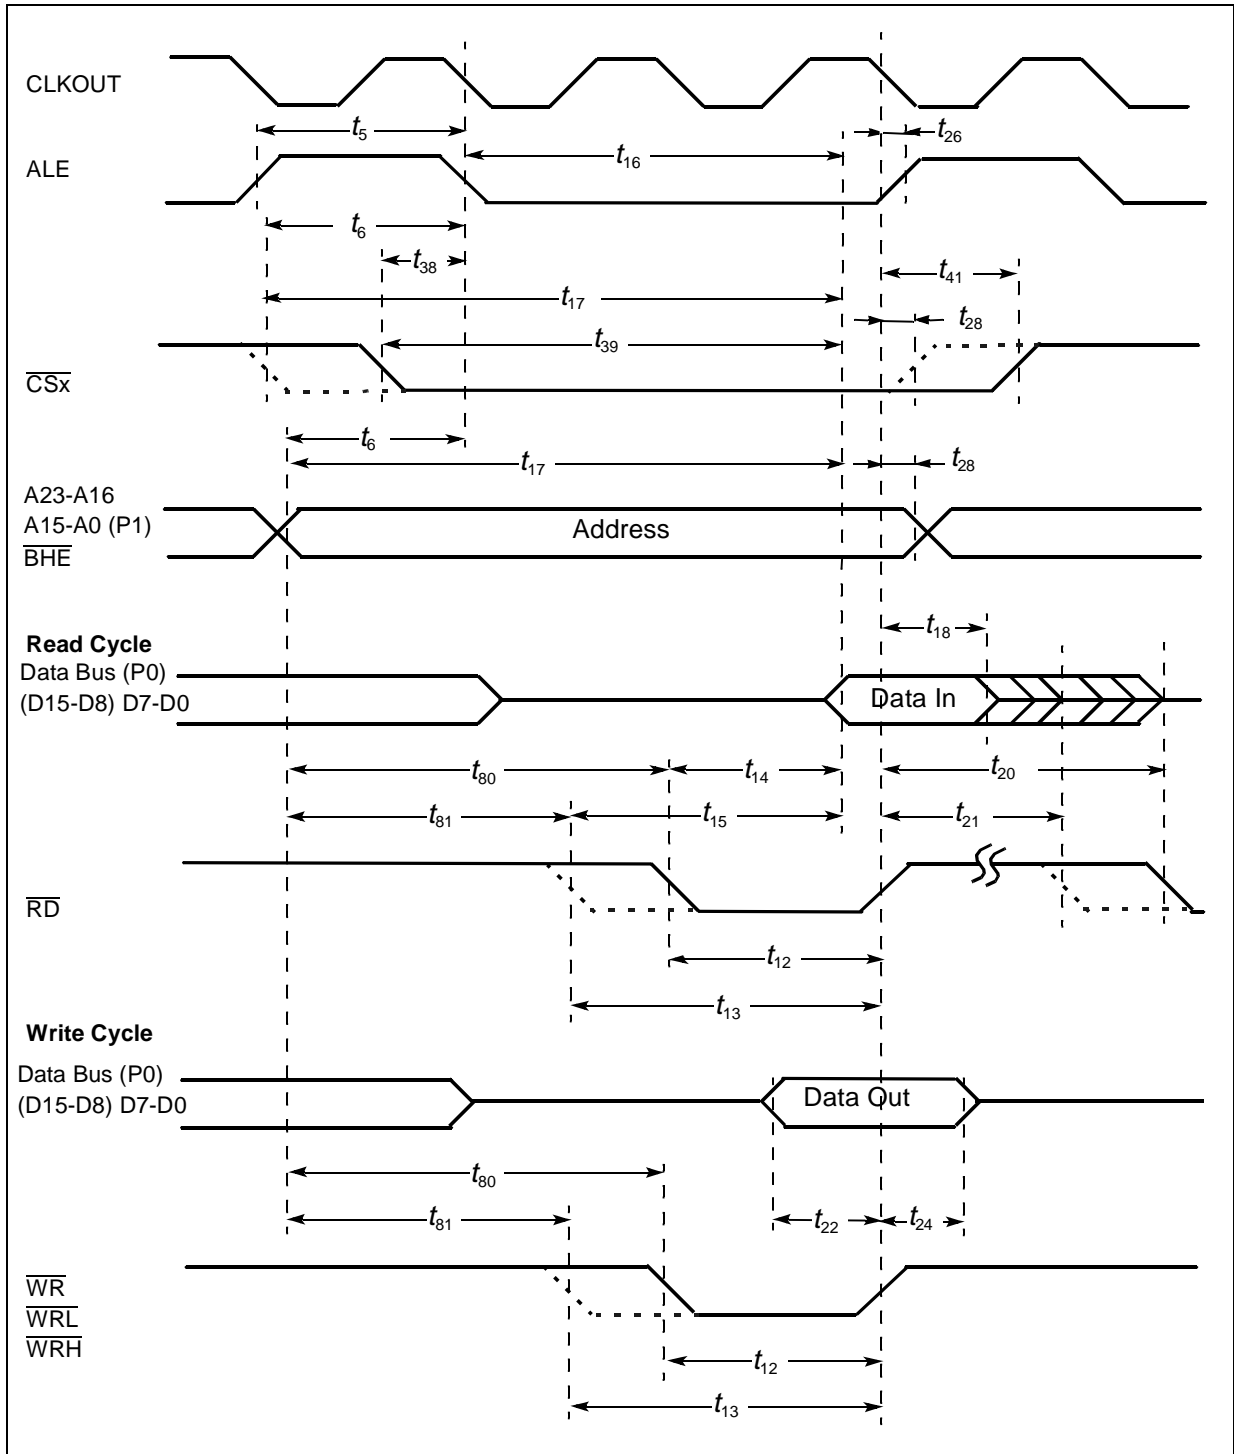 CLKOUT
t5
t26
ALE
t16
t6
t38
t41
t17
t28
t39
CSx
t6
t17
t28
A23-A16
A15-A0 (P1)
BHE
Address
t18
Read Cycle
Data Bus (P0)
(D15-D8) D7-D0
Data In
t80
t14
t20
t81
t15
t21
RD
t12
t13
Write Cycle
Data Bus (P0)
(D15-D8) D7-D0
Data Out
t80
t81
t22
t24
WR
WRL
WRH
t12
t13